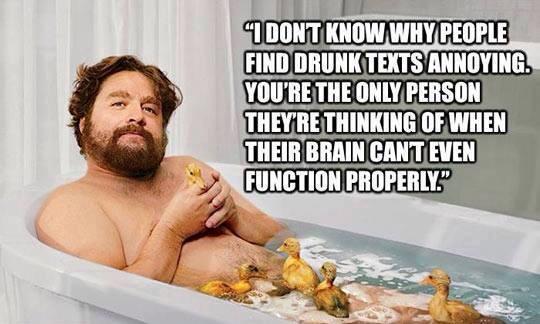 “I DON'T KNOW WHY PEOPLE
FIND DRUNK TEXTS ANNOYING.
YOU'RE THE ONLY PERSON
THEY'RE THINKING OF WHEN
THEIR BRAIN CAN'T EVEN
FUNCTION PROPERLY.”